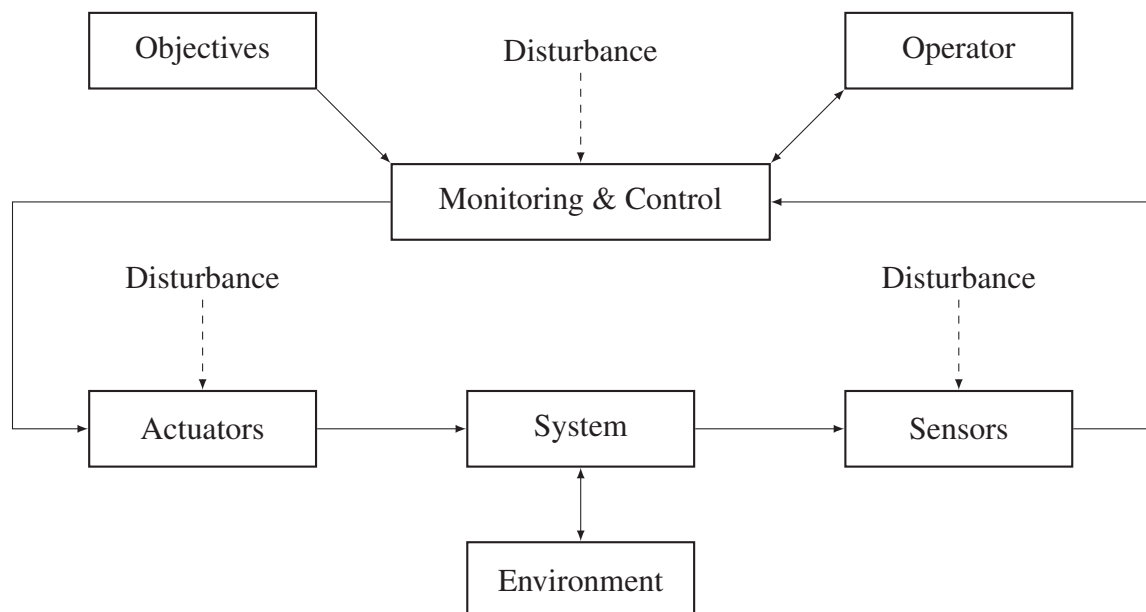 Objectives
Disturbance
Operator
Monitoring & Control
Disturbance
Disturbance
Actuators
System
Sensors
Environment